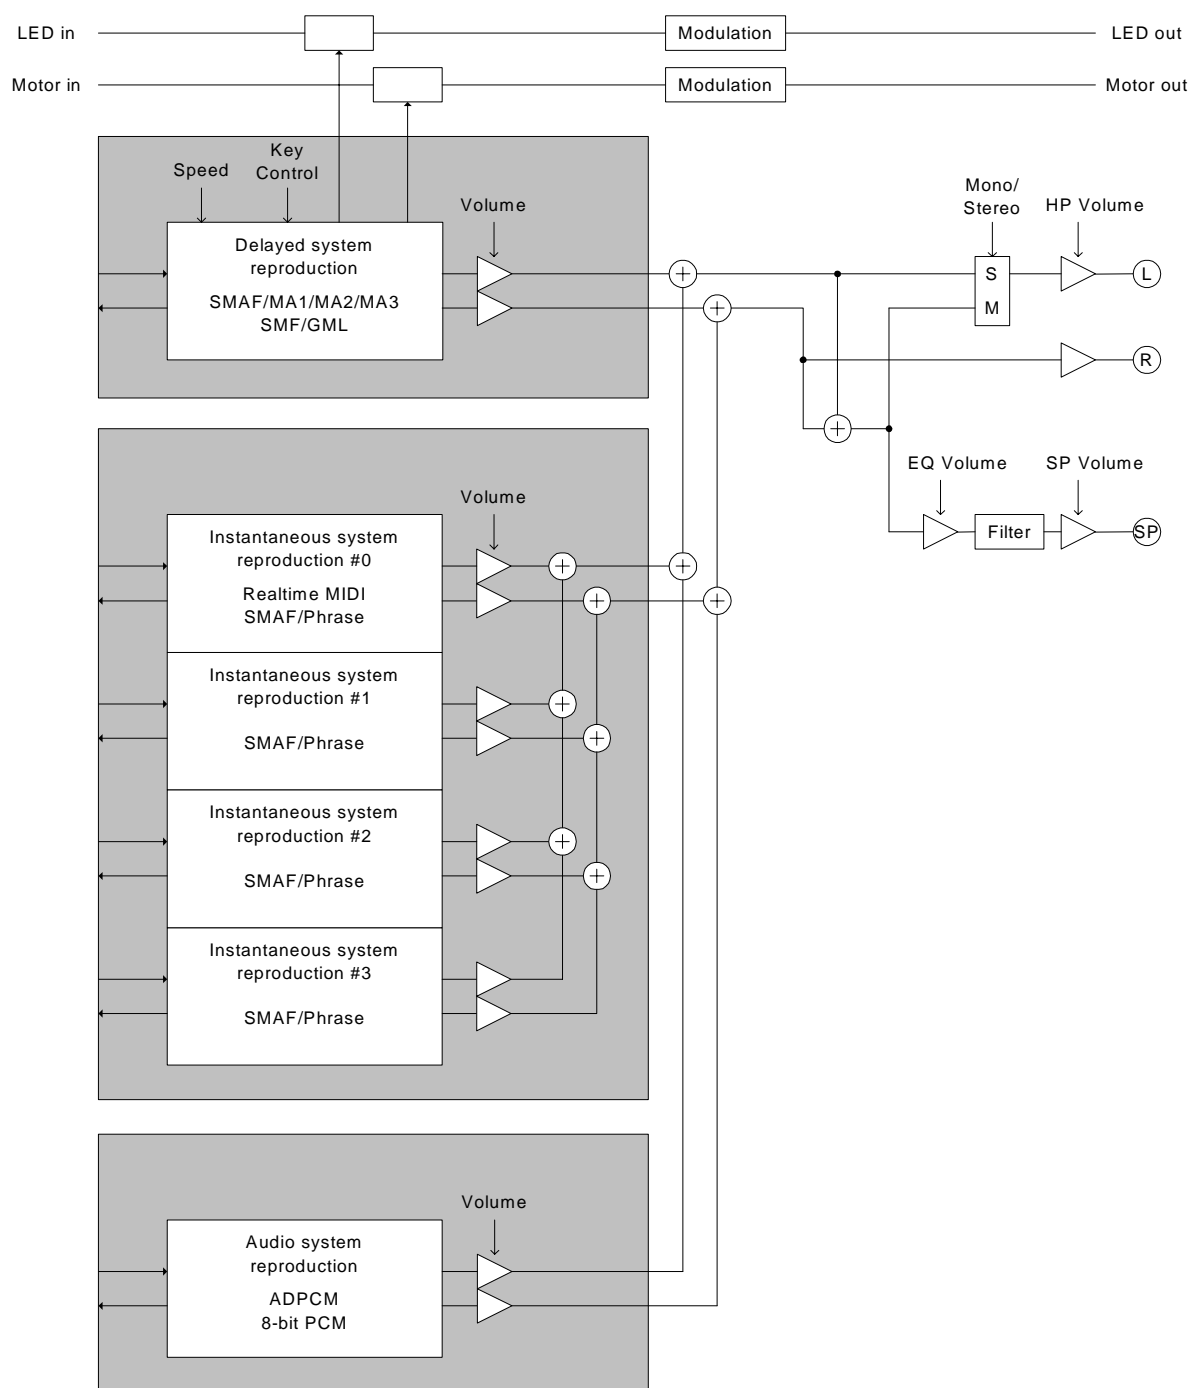 LED in
Modulation
LED out
Motor in
Modulation
Motor out
Speed
Key
Control
Volume
Delayed system
reproduction
SMAF/MA1/MA2/MA3
SMF/GML
Mono/
Stereo
HP Volume
S
M
L
R
EQ Volume
SP Volume
Filter
SP
Volume
Instantaneous system
reproduction #0
Realtime MIDI
SMAF/Phrase
Instantaneous system
reproduction #1
SMAF/Phrase
Instantaneous system
reproduction #2
SMAF/Phrase
Instantaneous system
reproduction #3
SMAF/Phrase
Volume
Audio system
reproduction
ADPCM
8-bit PCM